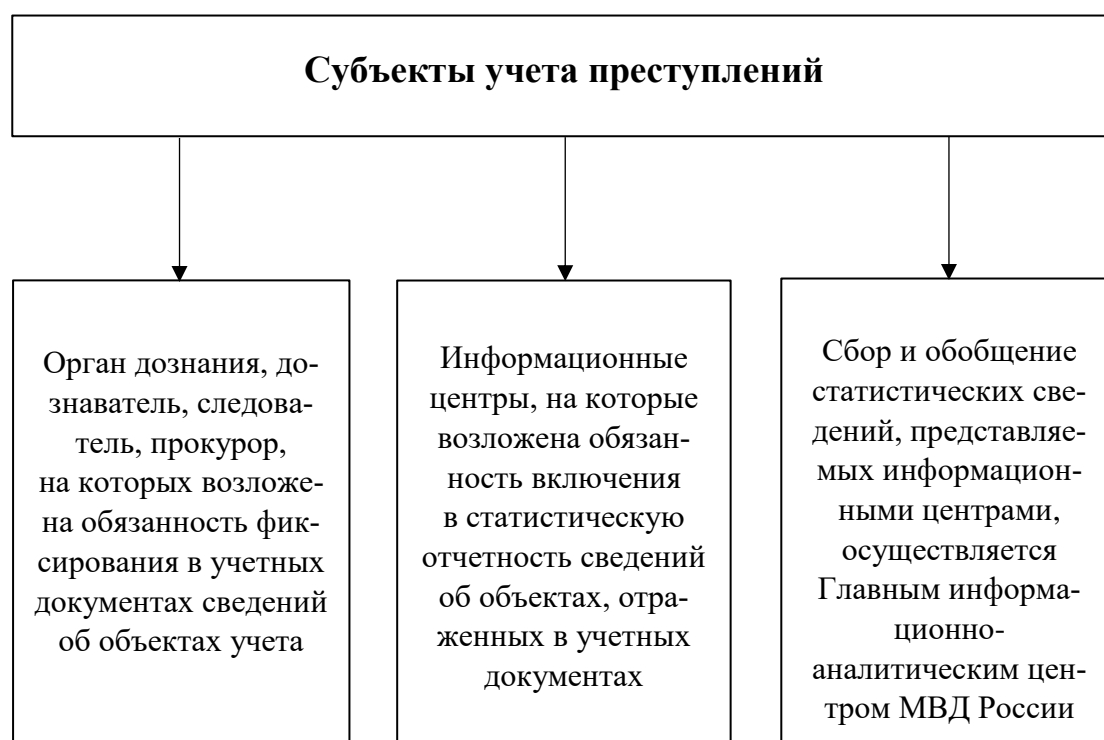 Субъекты учета преступлений
Орган дознания, до-
знаватель, следова-
тель, прокурор,
на которых возложе-
на обязанность фик-
сирования в учетных
документах сведений
об объектах учета
Информационные
центры, на которые
возложена обязан-
ность включения
в статистическую
отчетность сведений
об объектах, отра-
женных в учетных
документах
Сбор и обобщение
статистических све-
дений, представляе-
мых информацион-
ными центрами,
осуществляется
Главным информа-
ционно-
аналитическим цен-
тром МВД России